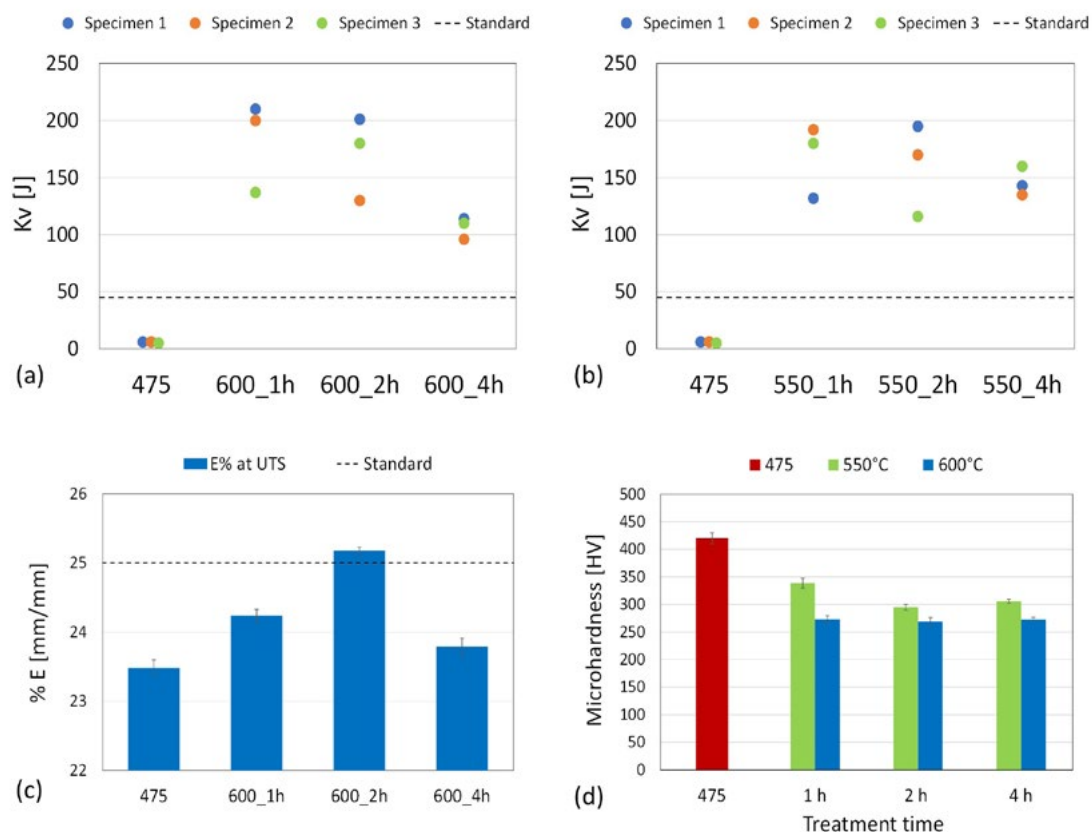 Specimen 1 Specimen 2 Specimen 3 Standard
250
200
150
100
50
0
Kv [J]
475 600_1h 600_2h 600_4h
(a)
Specimen 1 Specimen 2 Specimen 3 Standard
250
200
150
100
50
0
Kv [J]
475 550_1h 550_2h 550_4h
(b)
E% at UTS Standard
26
25
24
23
22
% E [mm/mm]
475 600_1h 600_2h 600_4h
(c)
475 550°C 600°C
500
450
400
350
300
250
200
150
100
50
0
Microhardness [HV]
475 1 h 2 h 4 h
Treatment time
(d)